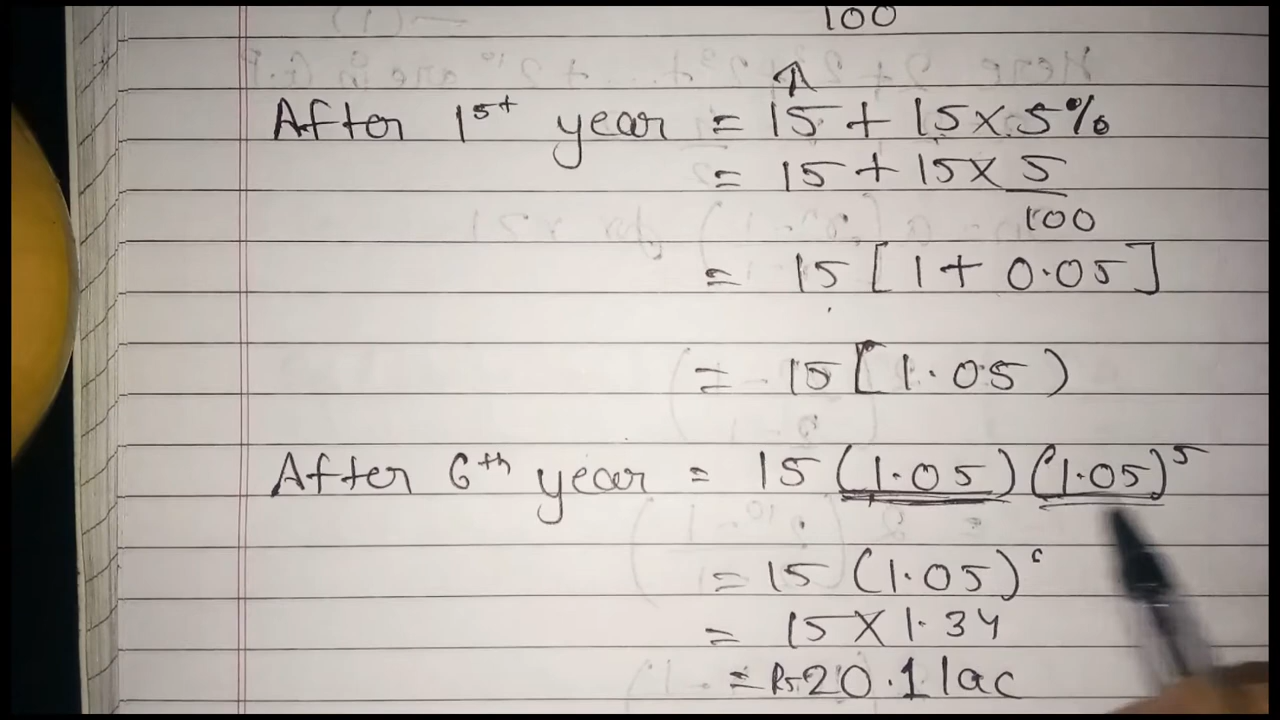 100
After 1st year = 15 + 15 x 5%
= 15 + 15 x 5
100
= 15 [1 + 0.05]
= 15 [1.05)
After 6th year = 15 (1.05) (1.05)^5
= 15 (1.05)^6
= 15 x 1.34
= Rs 20.1 lac